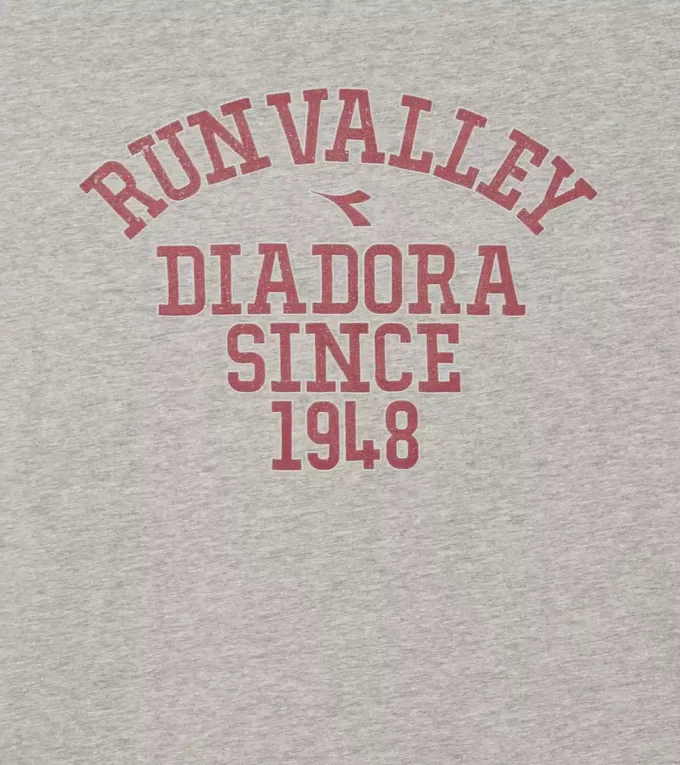 RUN VALLEY
DIADORA
SINCE
1948